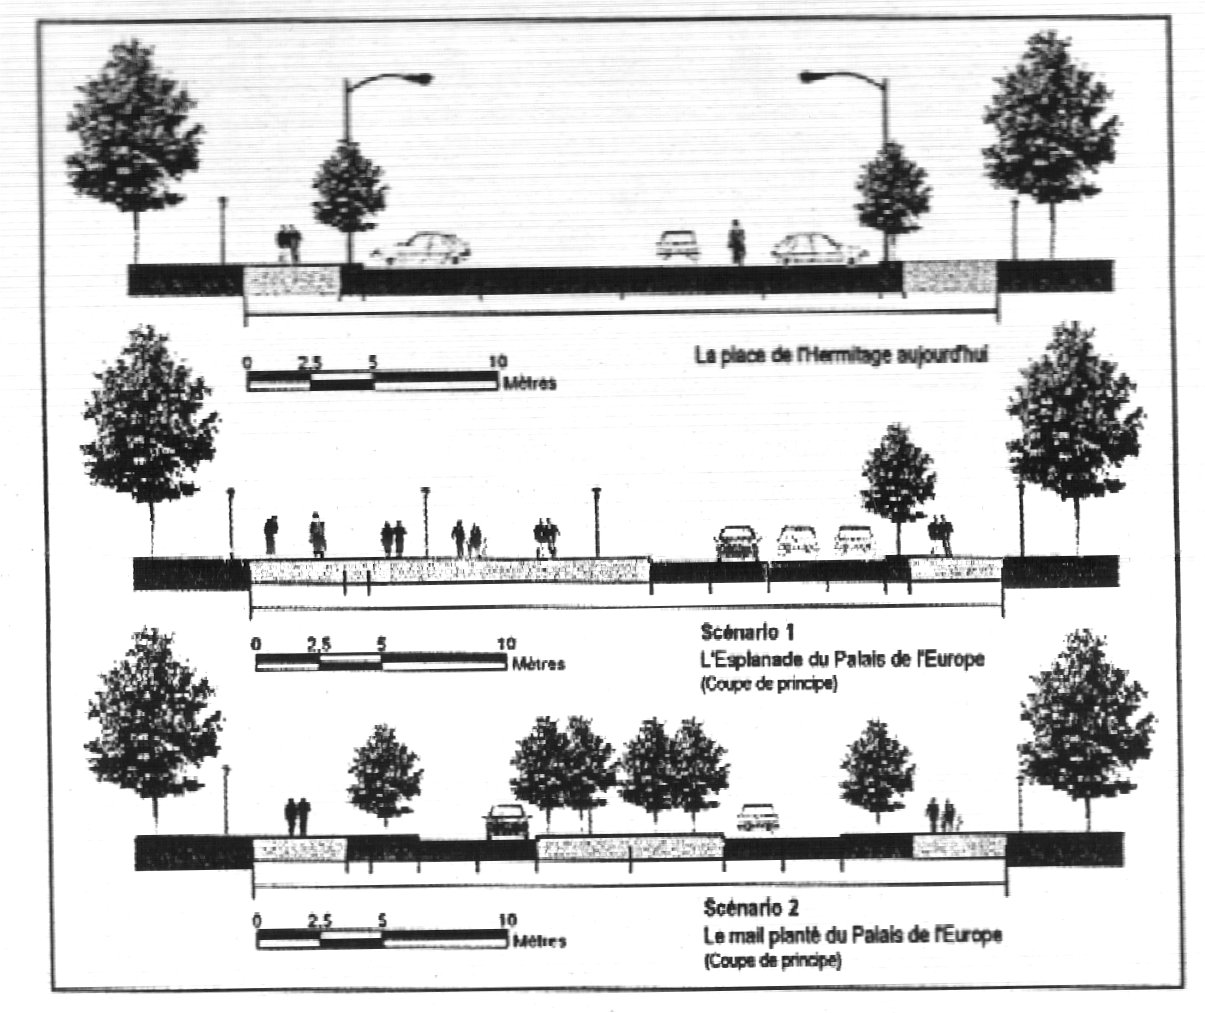 La place de l'Hermitage aujourd'hui
0 2,5 5 10
Mètres
0 2,5 5 10
Mètres
Scénario 1
L'Esplanade du Palais de l'Europe
(Coupe de principe)
0 2,5 5 10
Mètres
Scénario 2
Le mail planté du Palais de l'Europe
(Coupe de principe)